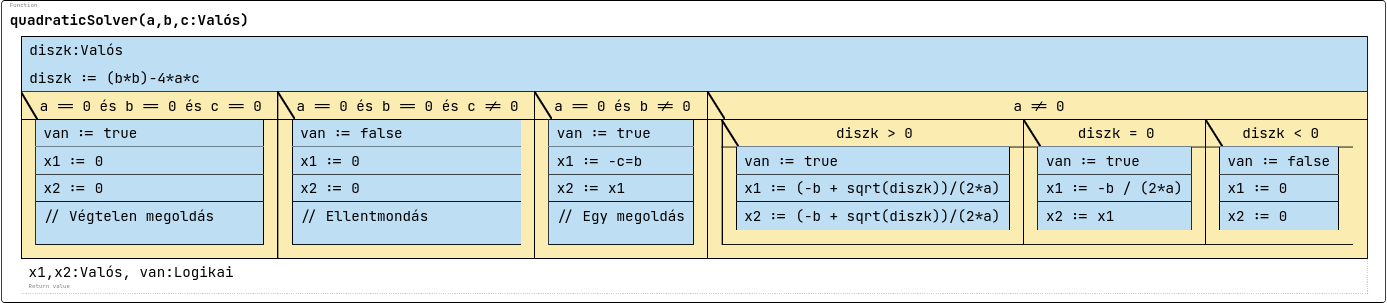 Function
quadraticSolver(a,b,c:Valós)
diszk:Valós
diszk := (b*b)-4*a*c
a == 0 és b == 0 és c == 0
van := true
x1 := 0
x2 := 0
// Végtelen megoldás
a == 0 és b == 0 és c ≠ 0
van := false
x1 := 0
x2 := 0
// Ellentmondás
a == 0 és b ≠ 0
van := true
x1 := -c=b
x2 := x1
// Egy megoldás
a ≠ 0
diszk > 0
van := true
x1 := (-b + sqrt(diszk))/(2*a)
x2 := (-b + sqrt(diszk))/(2*a)
diszk = 0
van := true
x1 := -b / (2*a)
x2 := x1
diszk < 0
van := false
x1 := 0
x2 := 0
x1,x2:Valós, van:Logikai
Return value